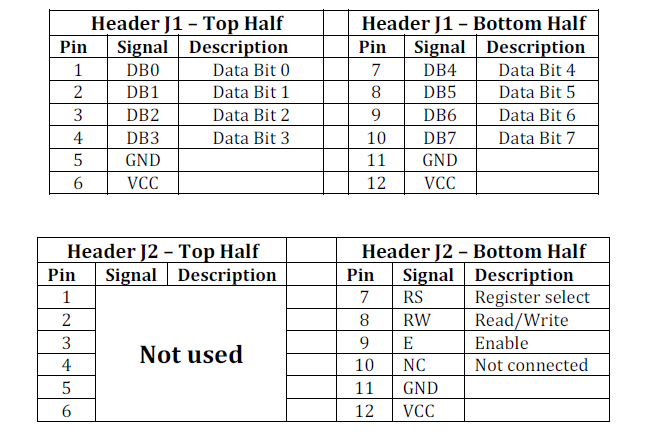 Header J1 – Top Half Header J1 – Bottom Half
Pin Signal Description Pin Signal Description
1 DB0 Data Bit 0 7 DB4 Data Bit 4
2 DB1 Data Bit 1 8 DB5 Data Bit 5
3 DB2 Data Bit 2 9 DB6 Data Bit 6
4 DB3 Data Bit 3 10 DB7 Data Bit 7
5 GND 11 GND
6 VCC 12 VCC
Header J2 – Top Half Header J2 – Bottom Half
Pin Signal Description Pin Signal Description
1 7 RS Register select
2 8 RW Read/Write
3 9 E Enable
Not used
4 10 NC Not connected
5 11 GND
6 12 VCC